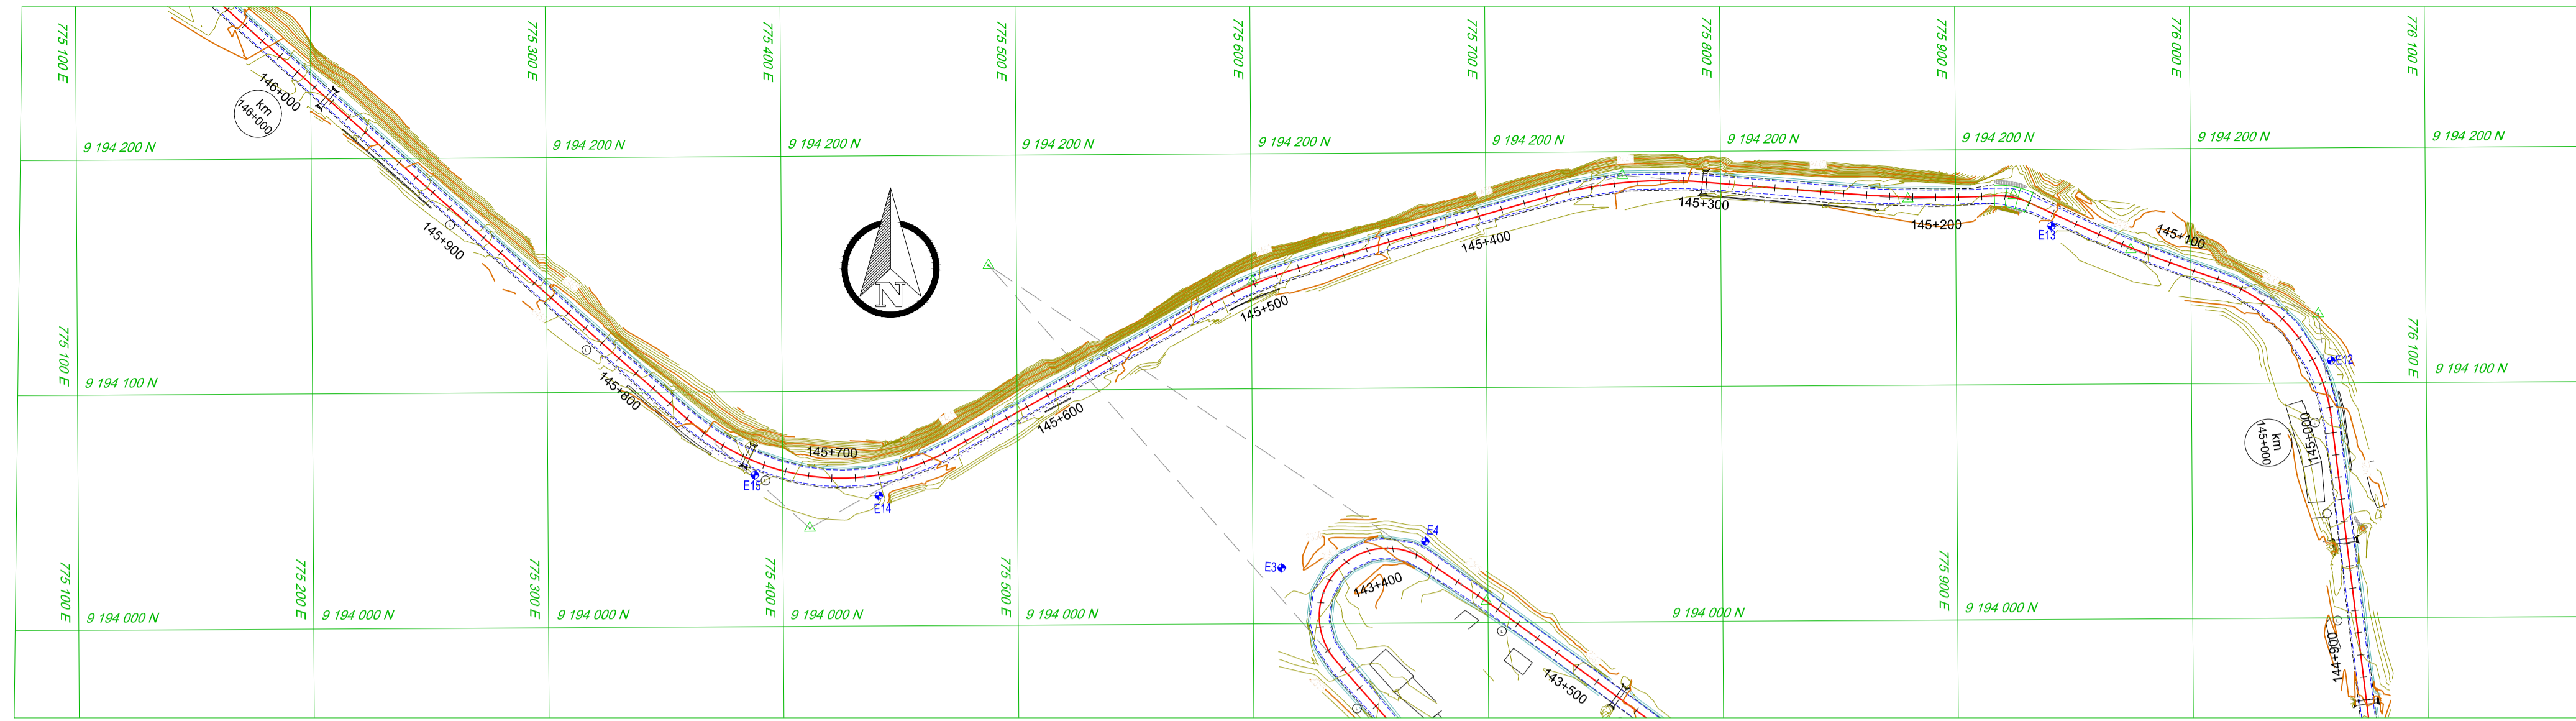 775 100 E
775 300 E
775 400 E
775 500 E
775 600 E
775 700 E
775 800 E
775 900 E
776 000 E
776 100 E
146+000
km
146+000
9 194 200 N
9 194 200 N
9 194 200 N
9 194 200 N
9 194 200 N
9 194 200 N
9 194 200 N
9 194 200 N
9 194 200 N
9 194 200 N
145+900
N
145+500
145+400
145+300
145+200
E13
145+100
775 100 E
776 100 E
E12
9 194 100 N
9 194 100 N
145+800
145+600
145+700
145+000
km
145+000
E15
E14
E4
E3
775 100 E
775 200 E
775 300 E
775 400 E
775 500 E
775 900 E
143+400
9 194 000 N
9 194 000 N
9 194 000 N
9 194 000 N
9 194 000 N
9 194 000 N
9 194 000 N
143+500
144+900